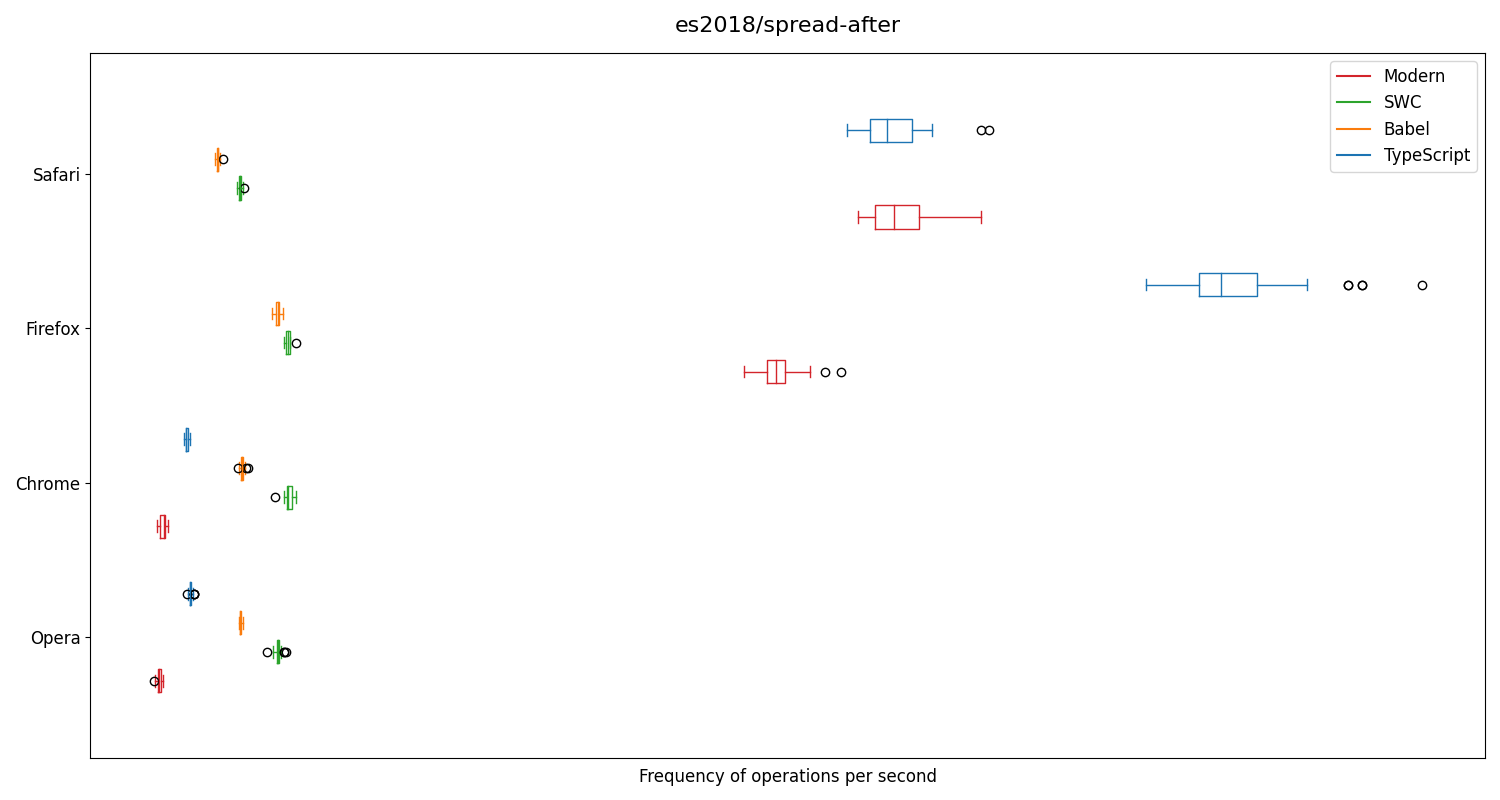 es2018/spread-after
Modern
SWC
Babel
TypeScript
Safari
Firefox
Chrome
Opera
Frequency of operations per second